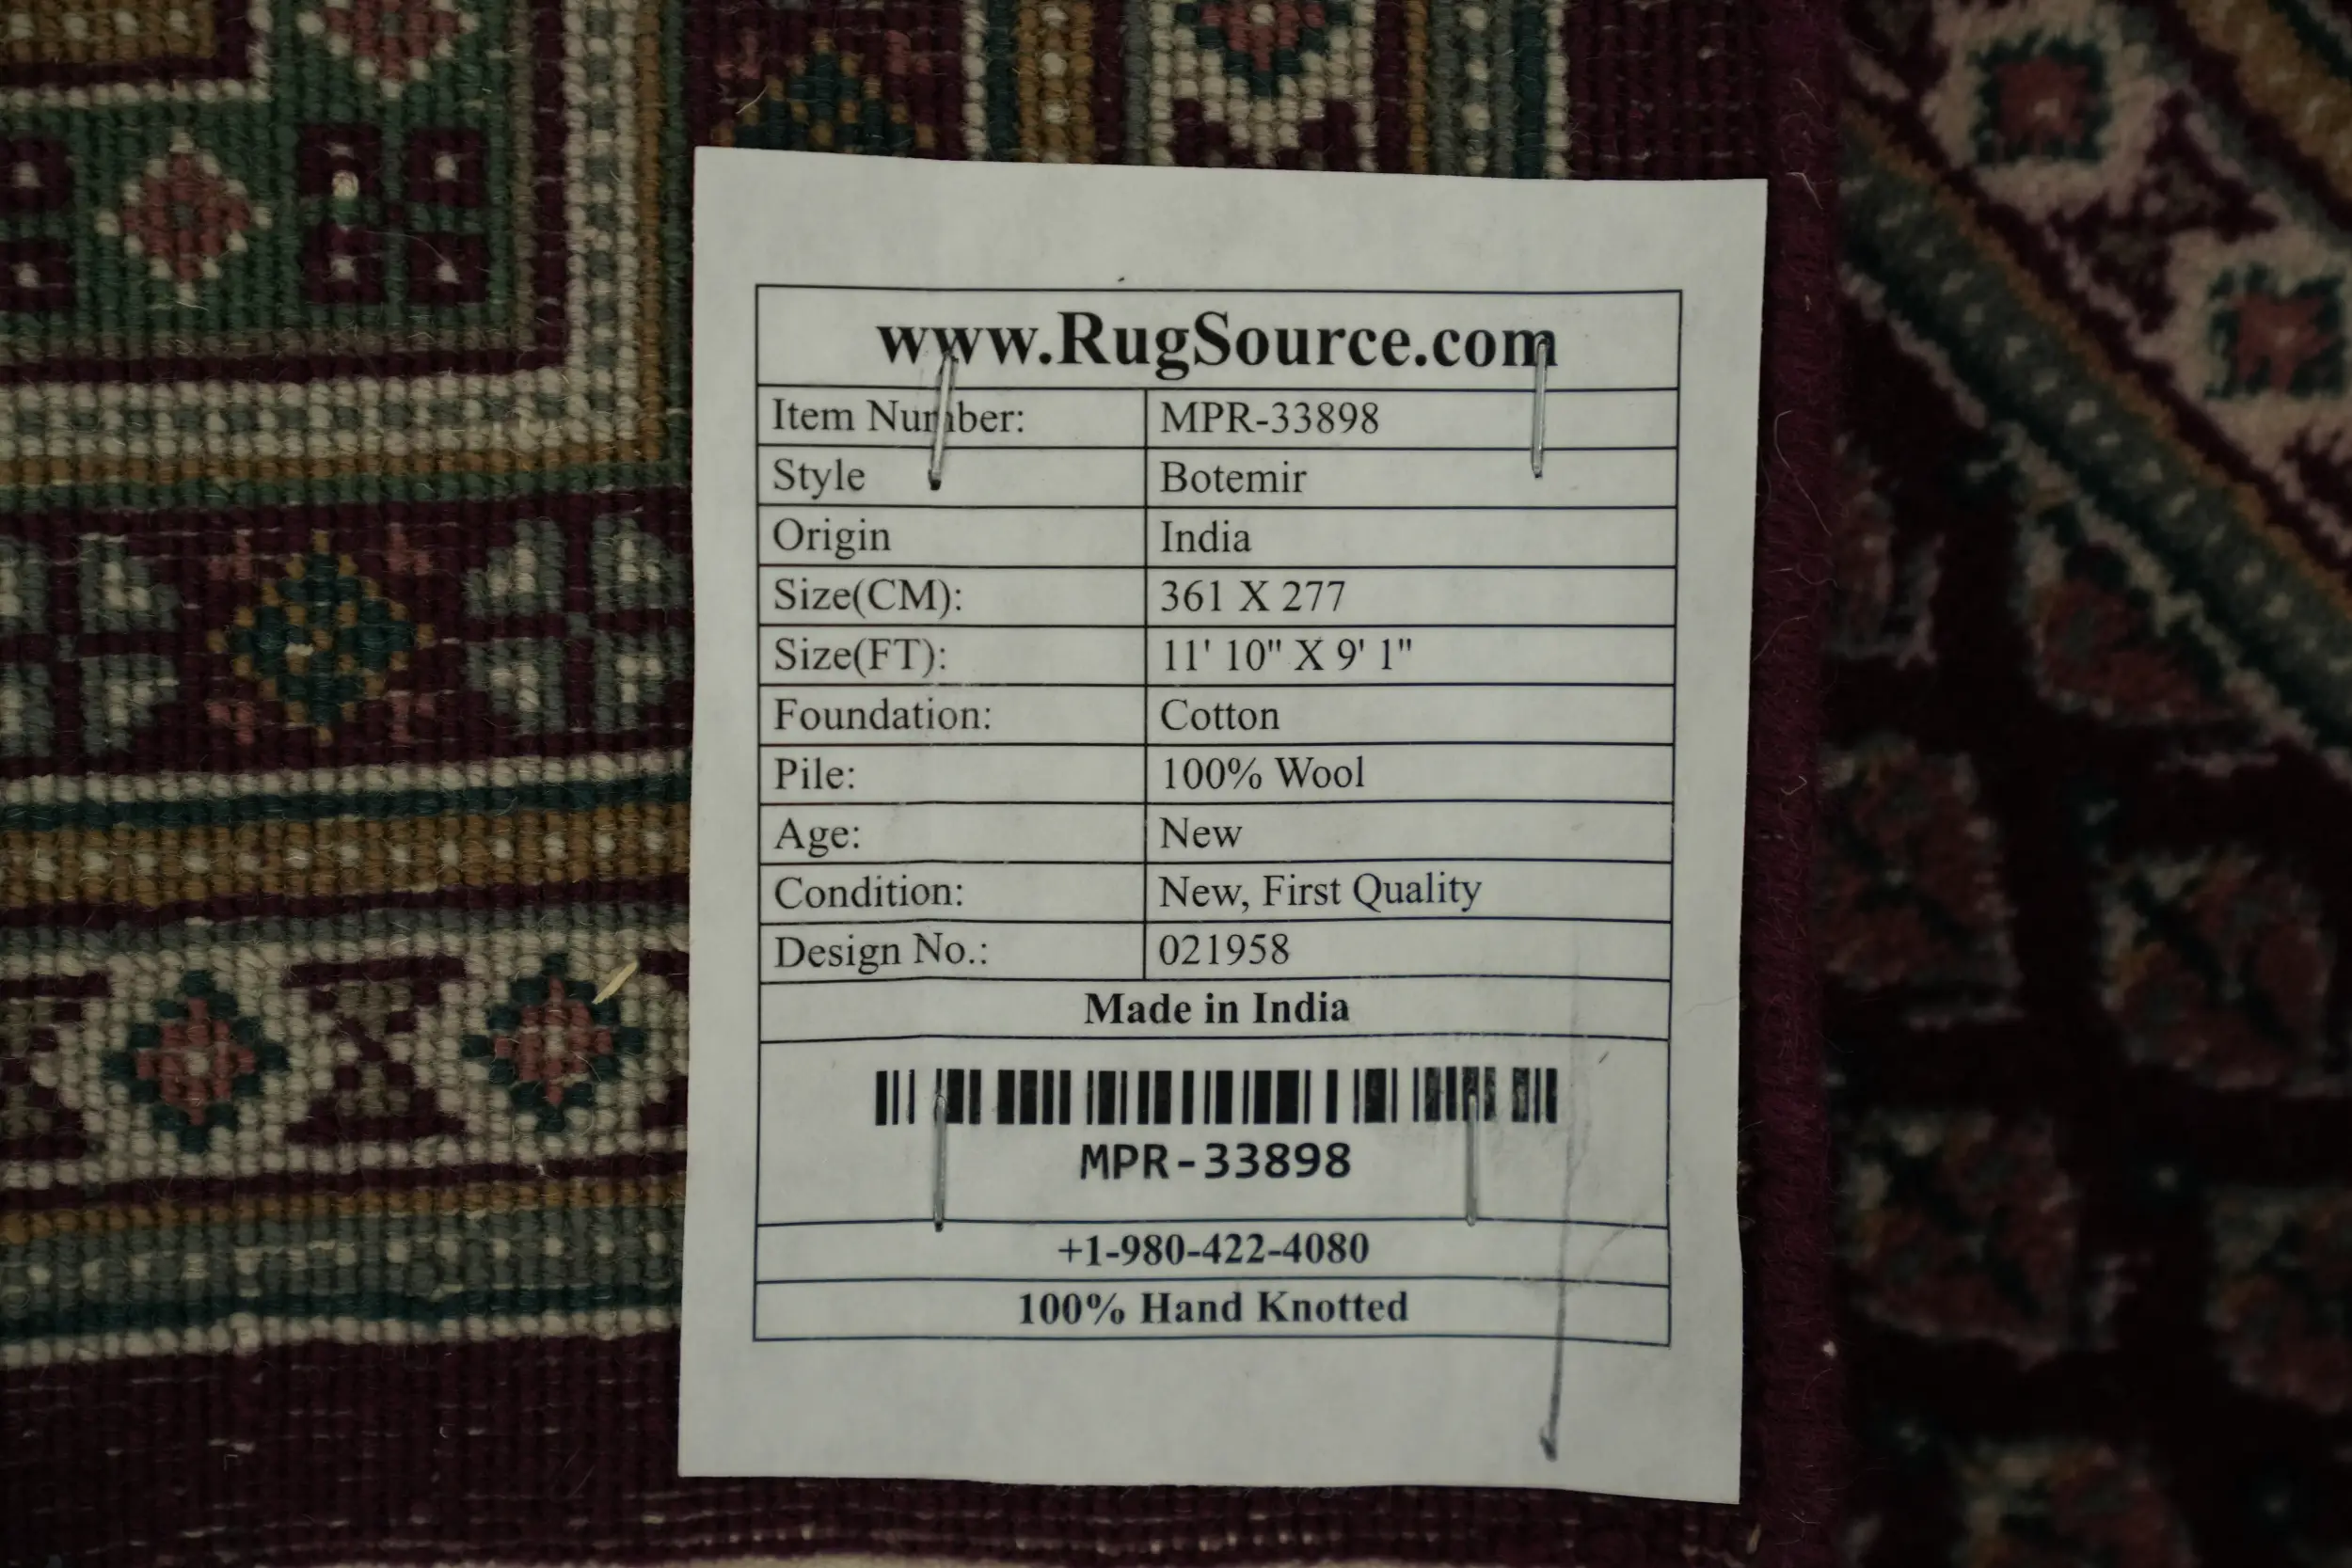 www.RugSource.com
Item Number: MPR-33898
Style Botemir
Origin India
Size(CM): 361 X 277
Size(FT): 11' 10" X 9' 1"
Foundation: Cotton
Pile: 100% Wool
Age: New
Condition: New, First Quality
Design No.: 021958
Made in India
MPR-33898
+1-980-422-4080
100% Hand Knotted